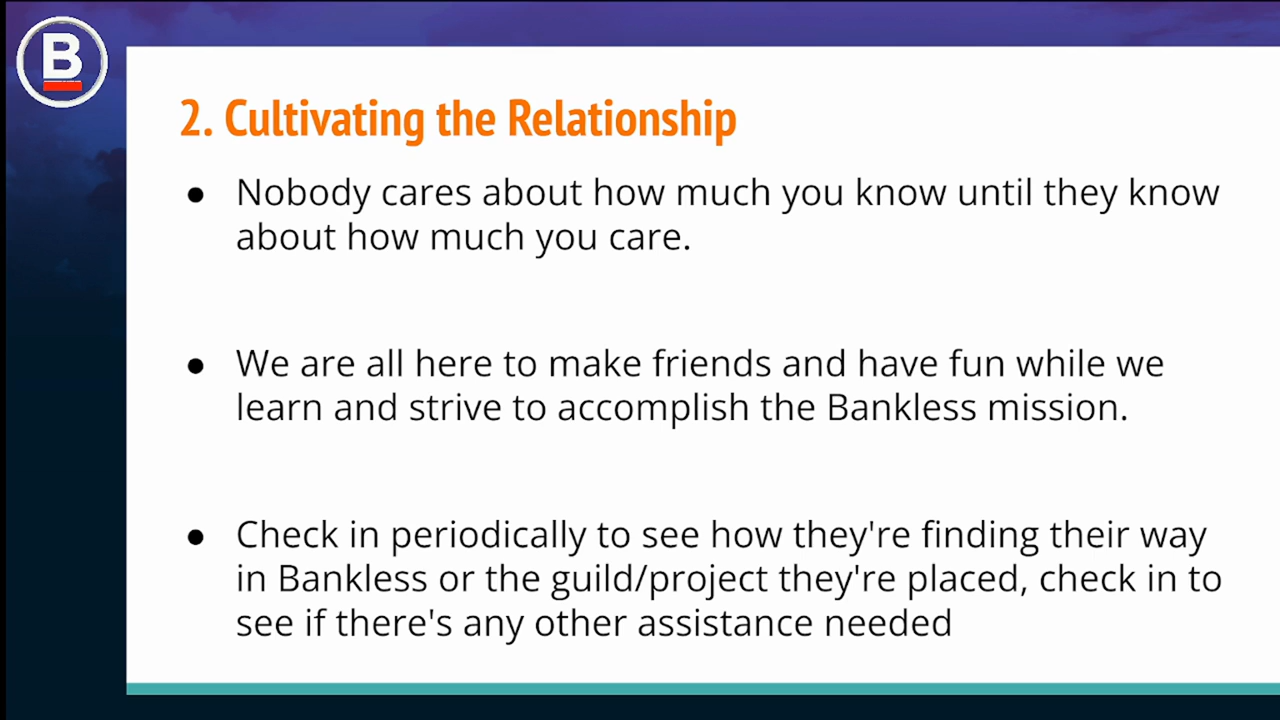 B
2. Cultivating the Relationship
● Nobody cares about how much you know until they know
about how much you care.
● We are all here to make friends and have fun while we
learn and strive to accomplish the Bankless mission.
● Check in periodically to see how they're finding their way
in Bankless or the guild/project they're placed, check in to
see if there's any other assistance needed